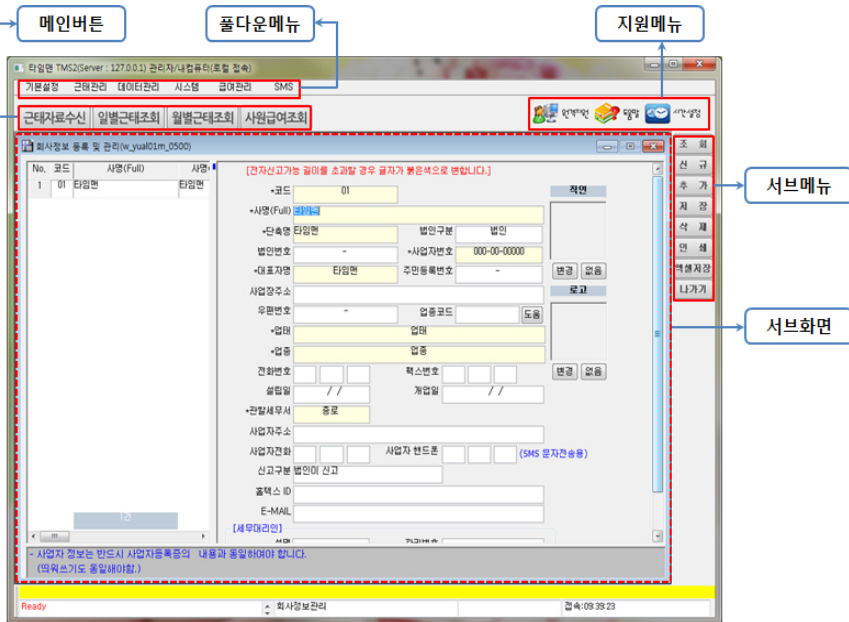 메인버튼
풀다운메뉴
지원메뉴
타임맨 TMS2(Server : 127.0.0.1) 관리자/내컴퓨터(로컬 접속)
기본설정 근태관리 데이터관리 시스템 급여관리 SMS
근태자료수신 일별근태조회 월별근태조회 사원급여조회
원격지원 도움말 시간설정
회사정보 등록 및 관리(w_yual01m_0500)
조 회
신 규
추 가
저 장
삭 제
인 쇄
엑셀저장
나가기
서브메뉴
서브화면
No. 코드 사명(Full) 사명
1 01 타임맨 타임맨
[전자신고가능 길이를 초과할 경우 글자가 붉은색으로 변합니다.]
*코드 01 직인
*사명(Full) 타임맨
*단축명 타임맨 법인구분 법인
법인번호 - *사업자번호 000-00-00000
*대표자명 타임맨 주민등록번호 - 변경 없음
사업장주소 로고
우편번호 - 업종코드 도움
*업태 업태
*업종 업종
전화번호 팩스번호 변경 없음
설립일 / / 개업일 / /
*관할세무서 종로
사업자주소
사업자전화 사업자 핸드폰 (SMS 문자전송용)
신고구분 법인이 신고
홈택스 ID
E-MAIL
[세무대리인]
성명 관리번호
- 사업자 정보는 반드시 사업자등록증의 내용과 동일하여야 합니다.
(띄워쓰기도 동일해야함.)
Ready 회사정보관리 접속:09:39:23